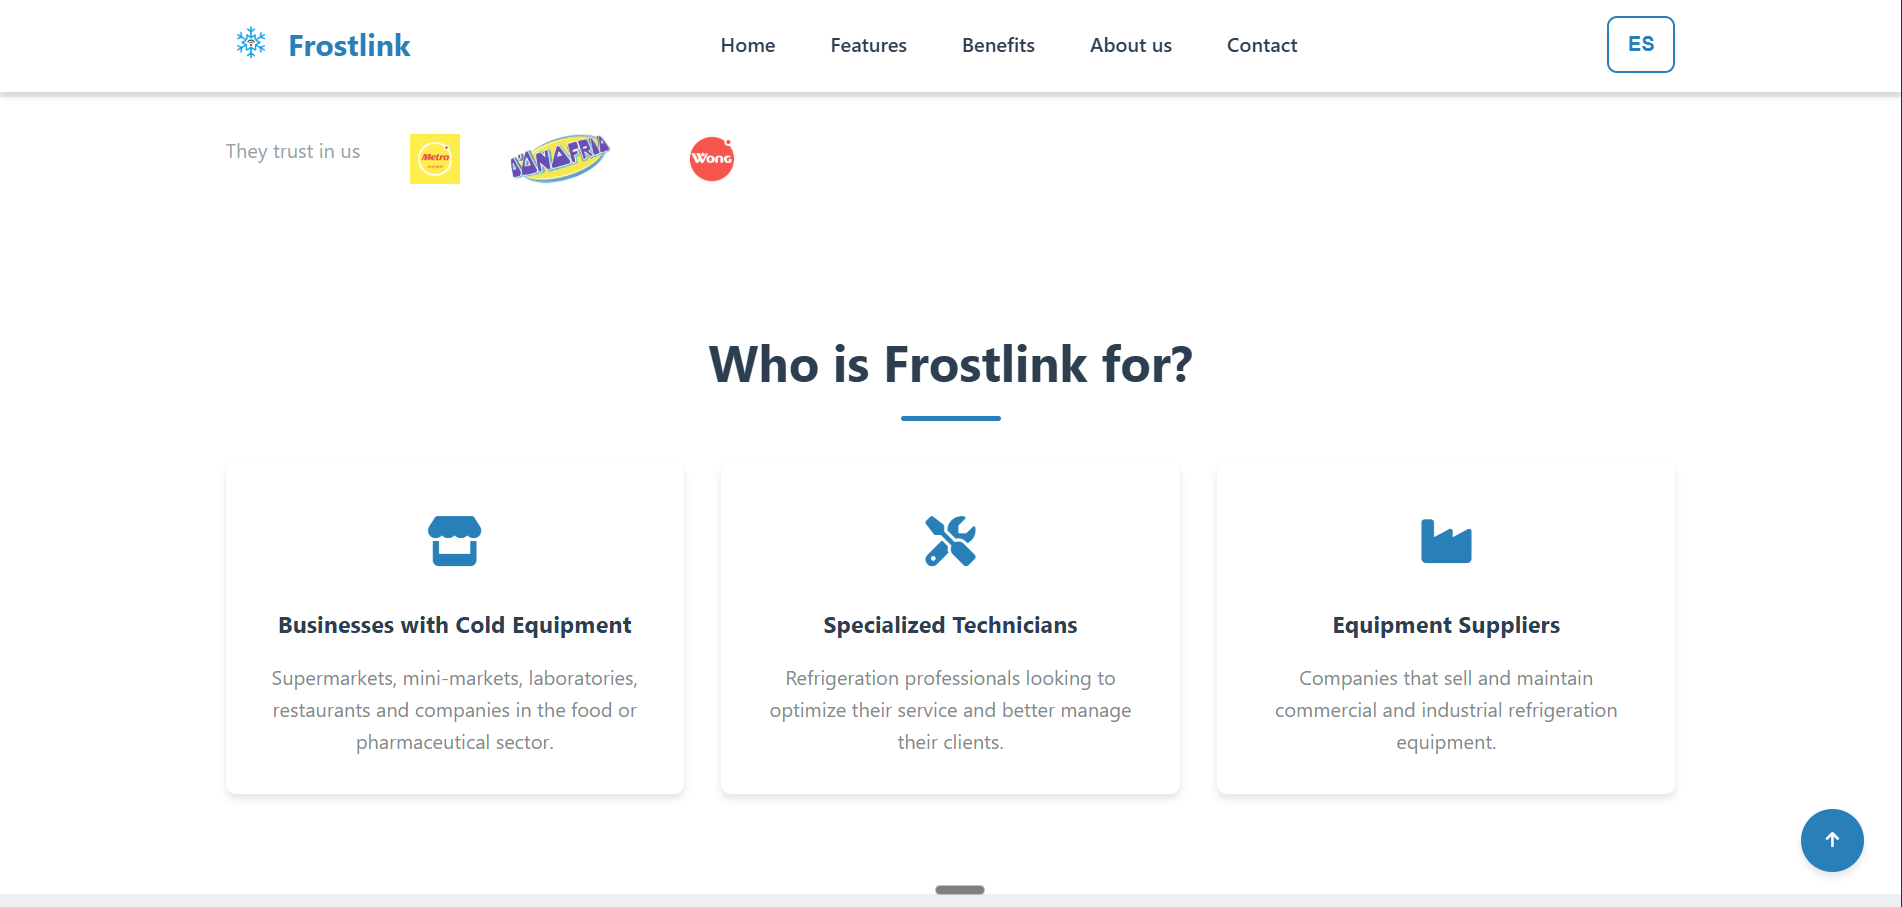 Frostlink
Home
Features
Benefits
About us
Contact
ES
They trust in us
Metro
D'ANAFRIA
Wong
Who is Frostlink for?
Businesses with Cold Equipment
Supermarkets, mini-markets, laboratories,
restaurants and companies in the food or
pharmaceutical sector.
Specialized Technicians
Refrigeration professionals looking to
optimize their service and better manage
their clients.
Equipment Suppliers
Companies that sell and maintain
commercial and industrial refrigeration
equipment.